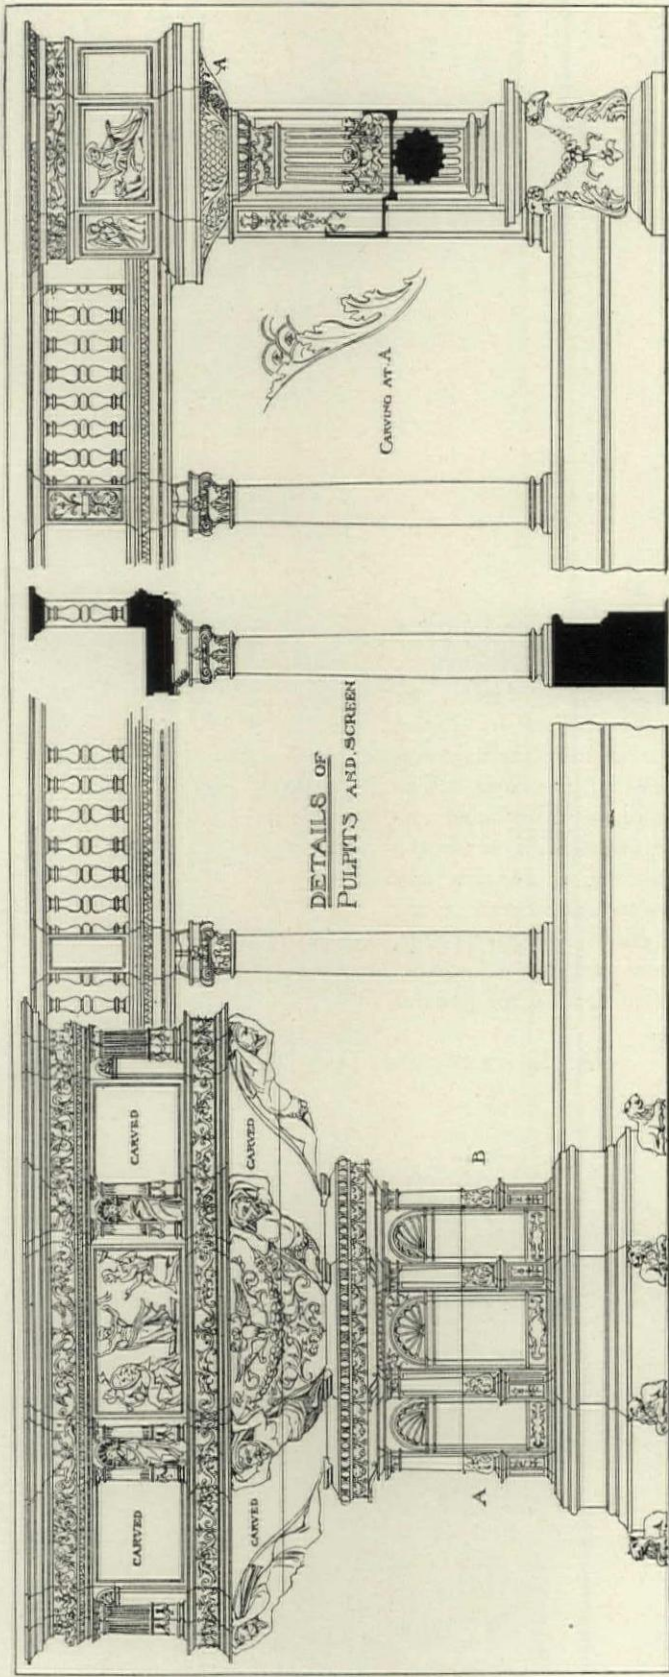 A
CARVING AT A
DETAILS OF
PULPITS AND SCREEN
CARVED
CARVED
B
CARVED
CARVED
A